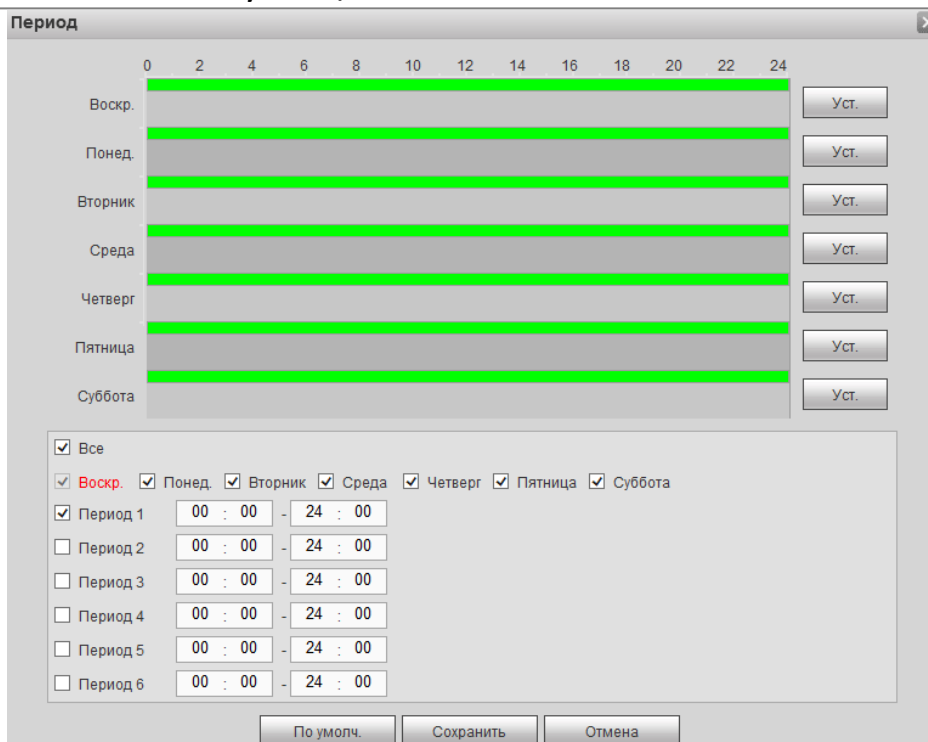 Период
0 2 4 6 8 10 12 14 16 18 20 22 24
Воскр. Уст.
Понед. Уст.
Вторник Уст.
Среда Уст.
Четверг Уст.
Пятница Уст.
Суббота Уст.
Все
Воскр. Понед. Вторник Среда Четверг Пятница Суббота
Период 1 00 : 00 - 24 : 00
Период 2 00 : 00 - 24 : 00
Период 3 00 : 00 - 24 : 00
Период 4 00 : 00 - 24 : 00
Период 5 00 : 00 - 24 : 00
Период 6 00 : 00 - 24 : 00
По умолч. Сохранить Отмена